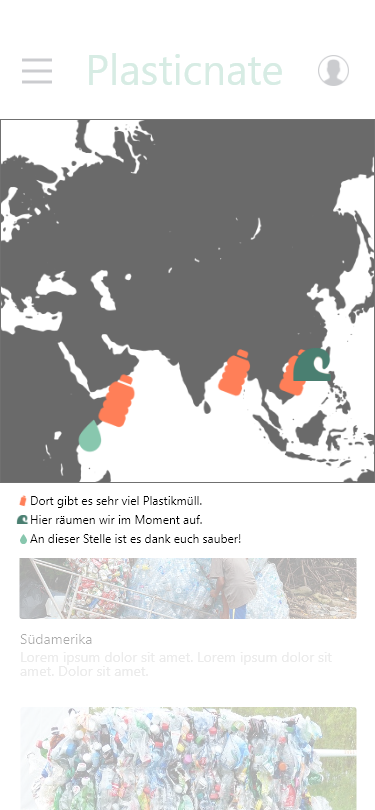 Plasticnate
Dort gibt es sehr viel Plastikmüll.
Hier räumen wir im Moment auf.
An dieser Stelle ist es dank euch sauber!
Südamerika
Lorem ipsum dolor sit amet. Lorem ipsum dolor sit
amet. Dolor sit amet.